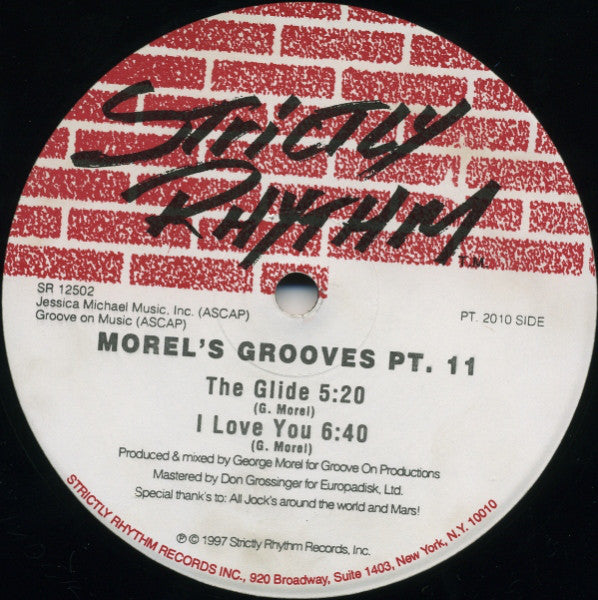 STRICTLY
RHYTHM
T.M.
SR 12502
Jessica Michael Music, Inc. (ASCAP)
Groove on Music (ASCAP)
PT. 2010 SIDE
MOREL'S GROOVES PT. 11
The Glide 5:20
(G. Morel)
I Love You 6:40
(G. Morel)
Produced & mixed by George Morel for Groove On Productions
Mastered by Don Grossinger for Europadisk, Ltd.
Special thank's to: All Jock's around the world and Mars!
℗ © 1997 Strictly Rhythm Records, Inc.
STRICTLY RHYTHM RECORDS INC., 920 Broadway, Suite 1403, New York, N.Y. 10010